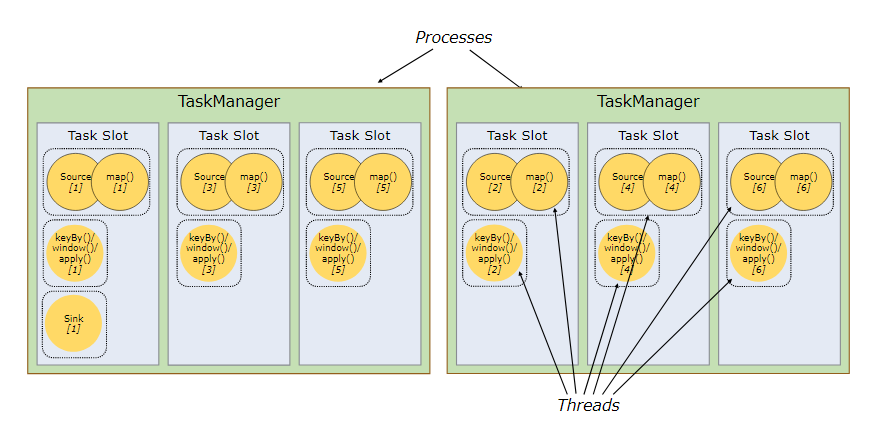 Processes
TaskManager
Task Slot
Source
[1]
map()
[1]
keyBy()/
window()/
apply()
[1]
Sink
[1]
Task Slot
Source
[3]
map()
[3]
keyBy()/
window()/
apply()
[3]
Task Slot
Source
[5]
map()
[5]
keyBy()/
window()/
apply()
[5]
TaskManager
Task Slot
Source
[2]
map()
[2]
keyBy()/
window()/
apply()
[2]
Task Slot
Source
[4]
map()
[4]
keyBy()/
window()/
apply()
[4]
Task Slot
Source
[6]
map()
[6]
keyBy()/
window()/
apply()
[6]
Threads